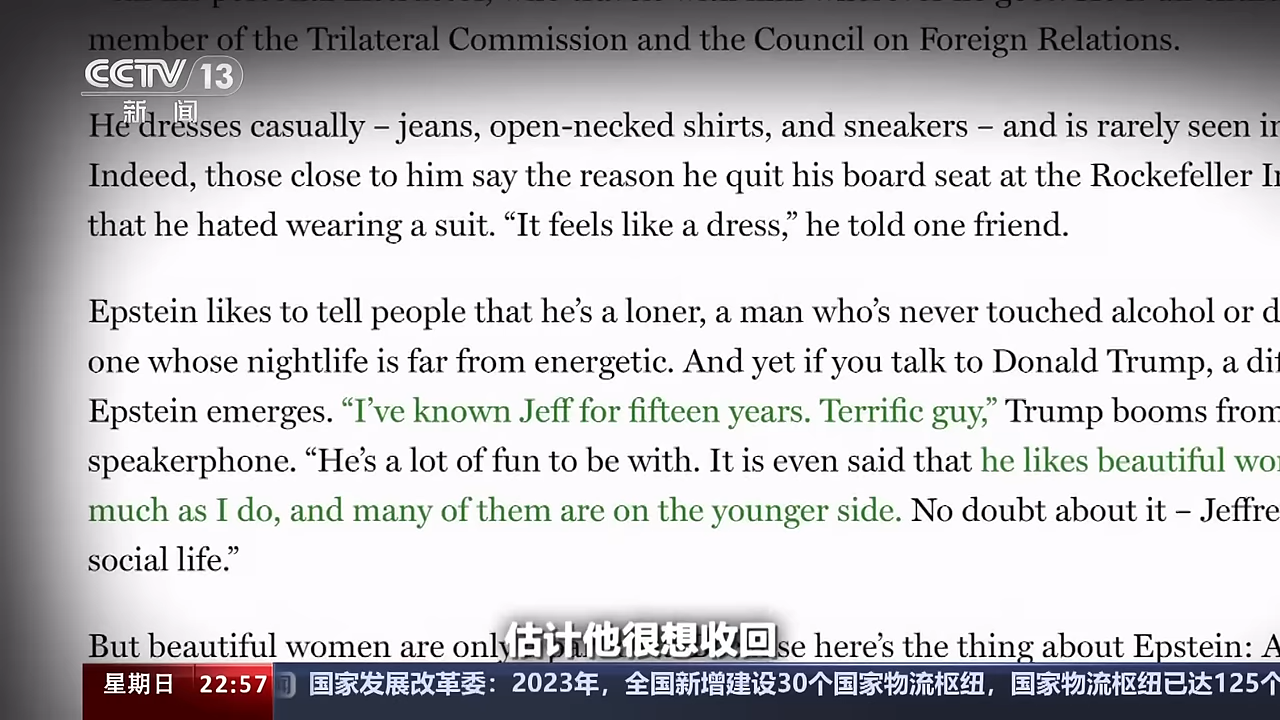 member of the Trilateral Commission and the Council on Foreign Relations.
CCTV 13
新闻
He dresses casually – jeans, open-necked shirts, and sneakers – and is rarely seen in
Indeed, those close to him say the reason he quit his board seat at the Rockefeller
that he hated wearing a suit. “It feels like a dress,” he told one friend.
Epstein likes to tell people that he’s a loner, a man who’s never touched alcohol or
one whose nightlife is far from energetic. And yet if you talk to Donald Trump, a
Epstein emerges. “I’ve known Jeff for fifteen years. Terrific guy,” Trump booms from
speakerphone. “He’s a lot of fun to be with. It is even said that he likes beautiful
much as I do, and many of them are on the younger side. No doubt about it – Jeffre
social life.”
But beautiful women are only
here’s the thing about Epstein:
估计他很想收回
星期日 22:57 国家发展改革委：2023年，全国新增建设30个国家物流枢纽，国家物流枢纽已达125个